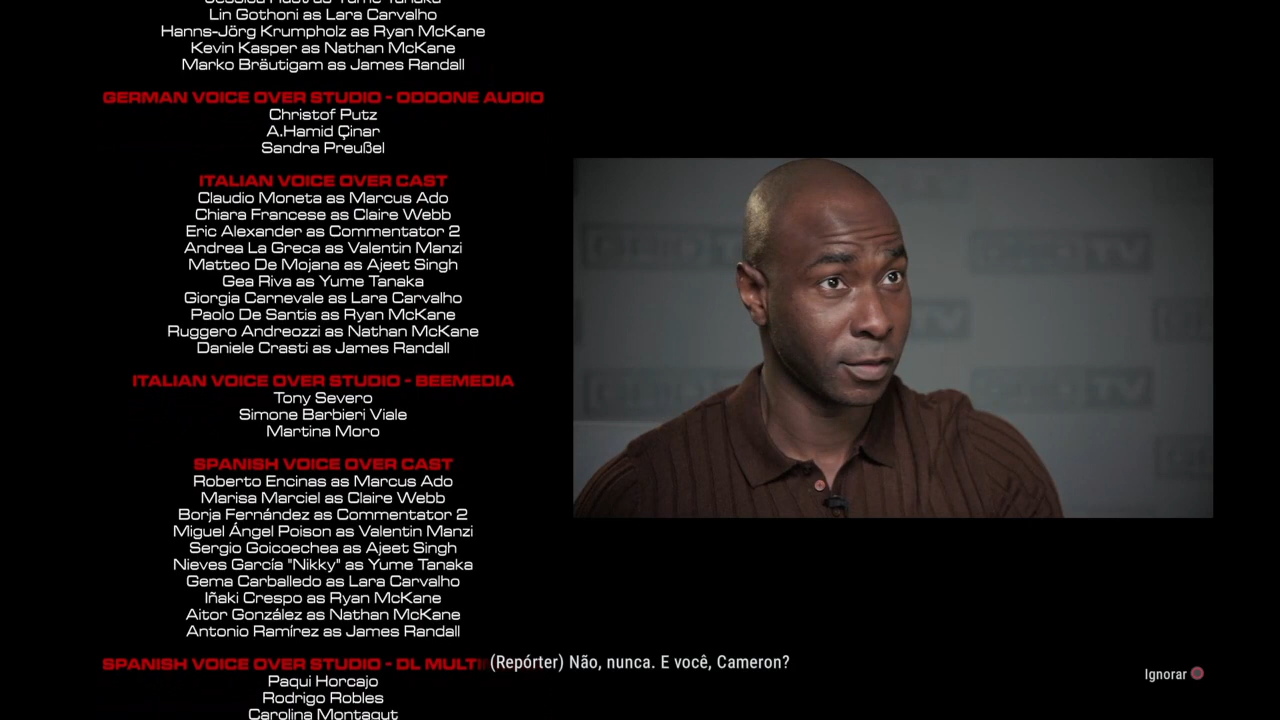 Lin Gothoni as Lara Carvalho
Hanns-Jörg Krumpholz as Ryan McKane
Kevin Kasper as Nathan McKane
Marko Bräutigam as James Randall
GERMAN VOICE OVER STUDIO - ODDONE AUDIO
Christof Putz
A.Hamid Çinar
Sandra Preußel
ITALIAN VOICE OVER CAST
Claudio Moneta as Marcus Ado
Chiara Francese as Claire Webb
Eric Alexander as Commentator 2
Andrea La Greca as Valentin Manzi
Matteo De Mojana as Ajeet Singh
Gea Riva as Yume Tanaka
Giorgia Carnevale as Lara Carvalho
Paolo De Santis as Ryan McKane
Ruggero Andreozzi as Nathan McKane
Daniele Crasti as James Randall
ITALIAN VOICE OVER STUDIO - BEEMEDIA
Tony Severo
Simone Barbieri Viale
Martina Moro
SPANISH VOICE OVER CAST
Roberto Encinas as Marcus Ado
Marisa Marciel as Claire Webb
Borja Fernández as Commentator 2
Miguel Ángel Poison as Valentin Manzi
Sergio Goicoechea as Ajeet Singh
Nieves García "Nikky" as Yume Tanaka
Gema Carballedo as Lara Carvalho
Iñaki Crespo as Ryan McKane
Aitor González as Nathan McKane
Antonio Ramírez as James Randall
SPANISH VOICE OVER STUDIO - DL MULTI
Paqui Horcajo
Rodrigo Robles
Carolina Montagut
(Repórter) Não, nunca. E você, Cameron?
Ignorar